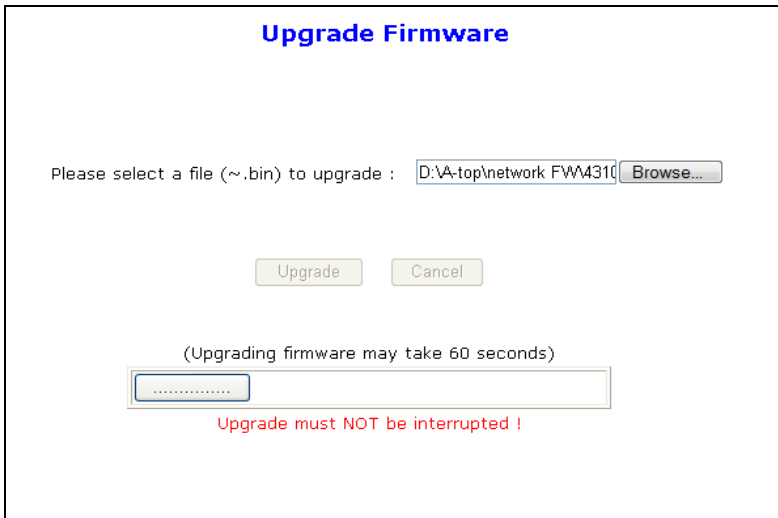 Upgrade Firmware
Please select a file (~.bin) to upgrade : D:\A-top\network FW\4310 Browse...
Upgrade Cancel
(Upgrading firmware may take 60 seconds)
...............
Upgrade must NOT be interrupted !